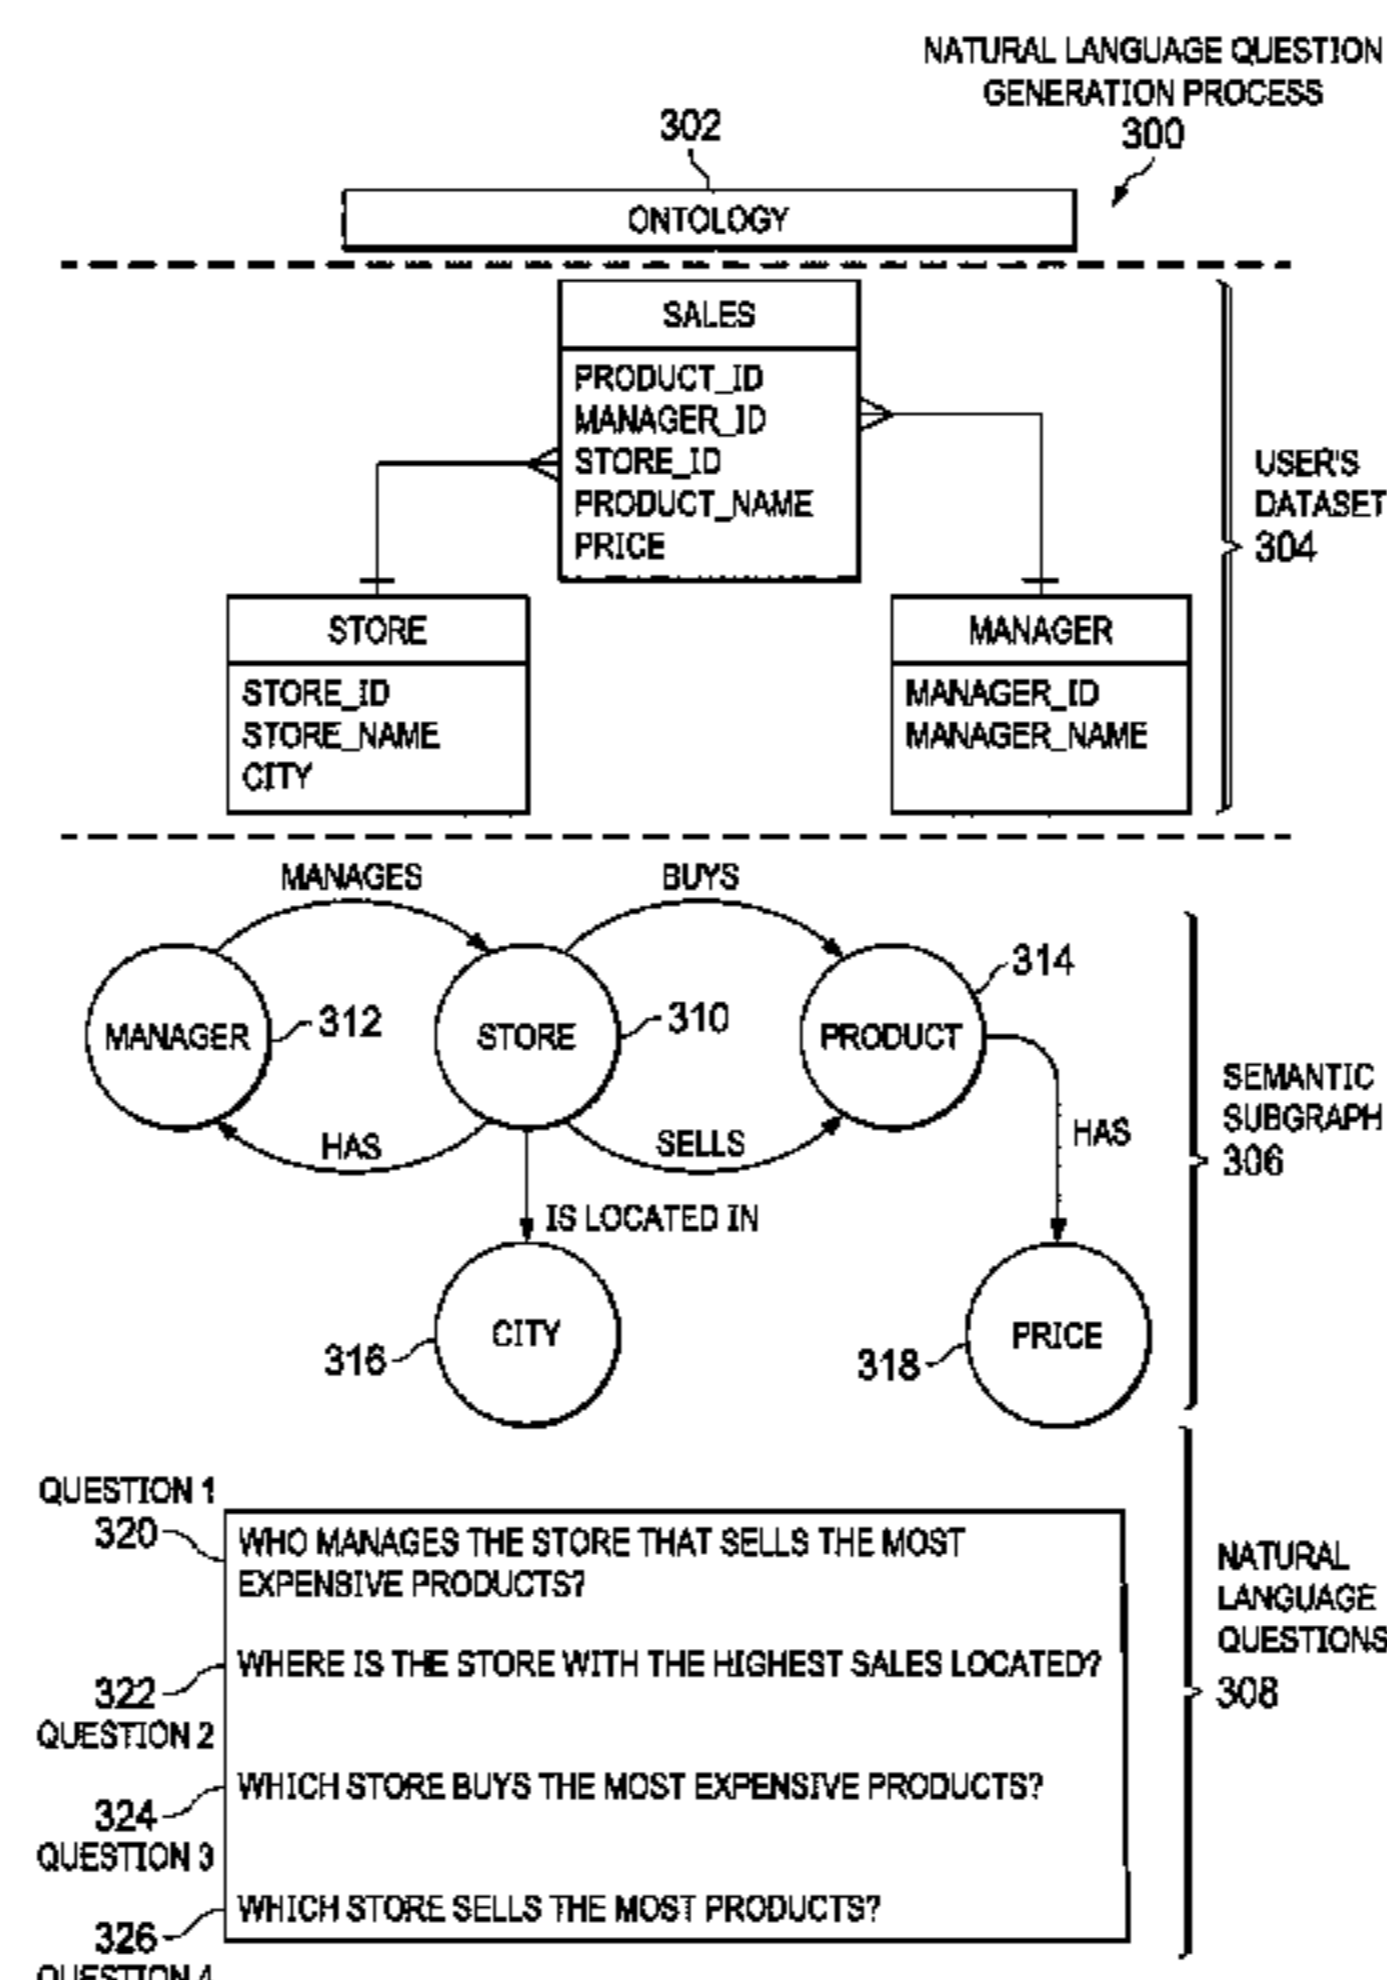 NATURAL LANGUAGE QUESTION
GENERATION PROCESS
300
302
ONTOLOGY
SALES
PRODUCT_ID
MANAGER_ID
STORE_ID
PRODUCT_NAME
PRICE
USER'S
DATASET
304
STORE
STORE_ID
STORE_NAME
CITY
MANAGER
MANAGER_ID
MANAGER_NAME
MANAGES
BUYS
MANAGER
312
STORE
310
PRODUCT
314
HAS
SELLS
HAS
IS LOCATED IN
SEMANTIC
SUBGRAPH
306
CITY
316
PRICE
318
QUESTION 1
320
WHO MANAGES THE STORE THAT SELLS THE MOST
EXPENSIVE PRODUCTS?
322
WHERE IS THE STORE WITH THE HIGHEST SALES LOCATED?
QUESTION 2
324
WHICH STORE BUYS THE MOST EXPENSIVE PRODUCTS?
QUESTION 3
326
WHICH STORE SELLS THE MOST PRODUCTS?
QUESTION 4
NATURAL
LANGUAGE
QUESTIONS
308